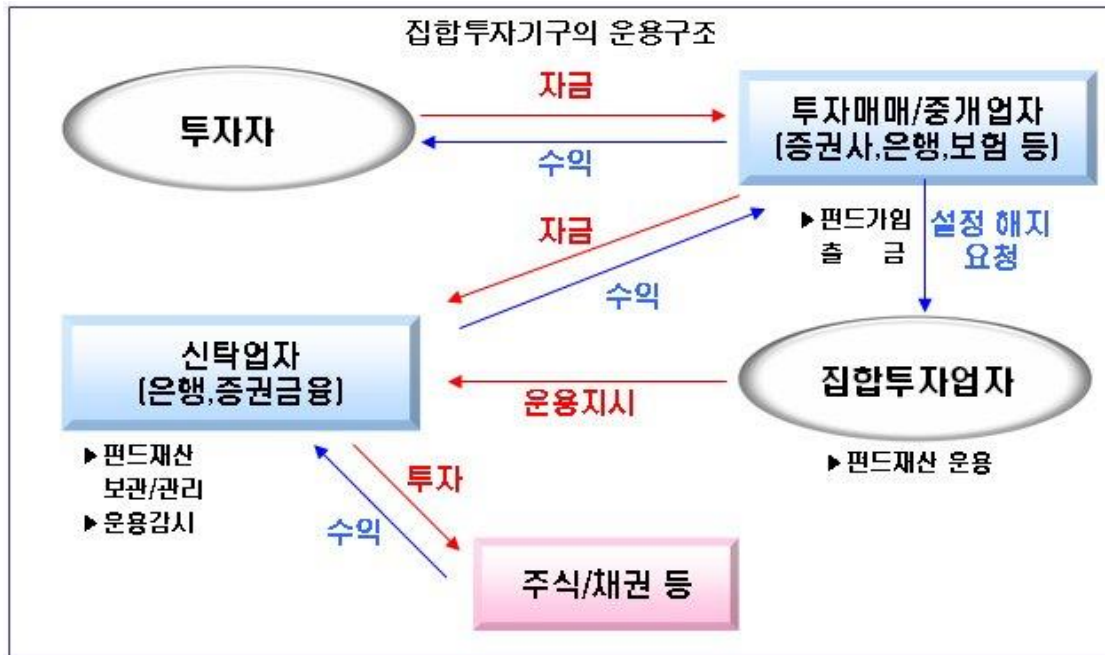 집합투자기구의 운용구조
투자자
자금
수익
투자매매/중개업자
(증권사,은행,보험 등)
자금
수익
▶펀드가입
출 금
설정 해지
요청
신탁업자
(은행,증권금융)
운용지시
집합투자업자
▶펀드재산
보관/관리
▶운용감시
▶펀드재산 운용
투자
수익
주식/채권 등